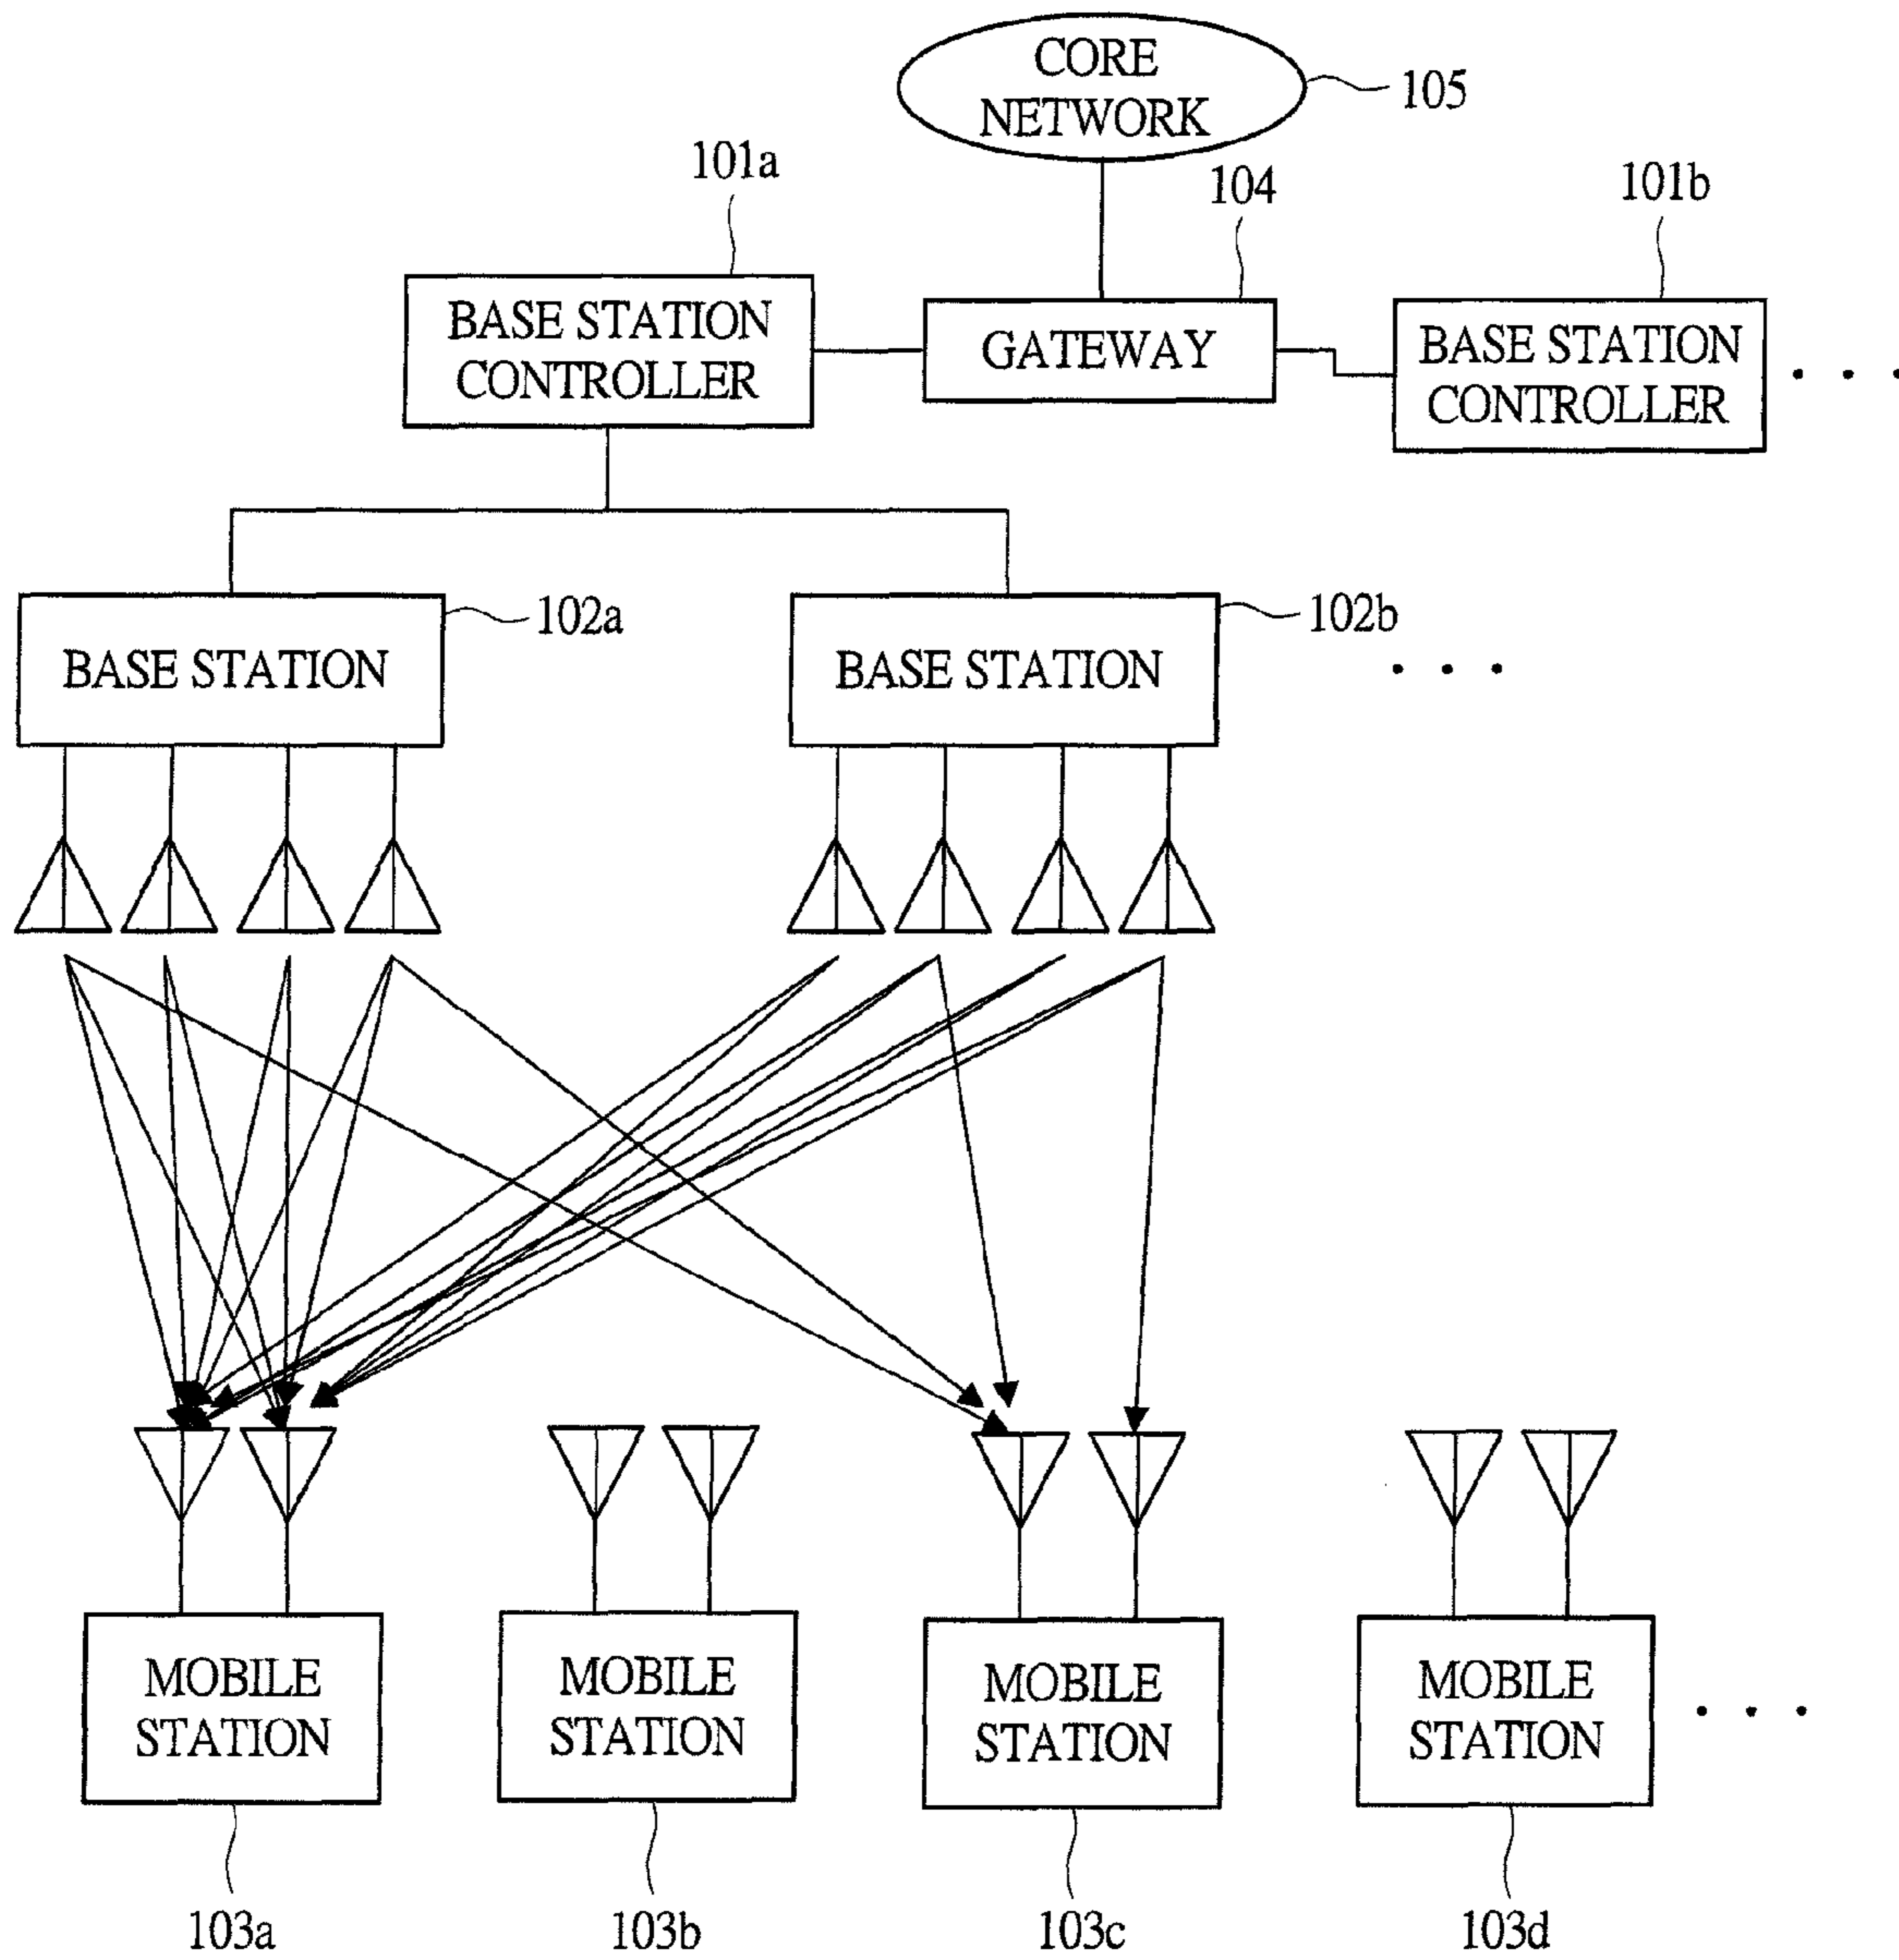 CORE
NETWORK
105
101a
104
101b
BASE STATION
CONTROLLER
GATEWAY
BASE STATION
CONTROLLER
102a
102b
BASE STATION
BASE STATION
MOBILE
STATION
MOBILE
STATION
MOBILE
STATION
MOBILE
STATION
103a
103b
103c
103d